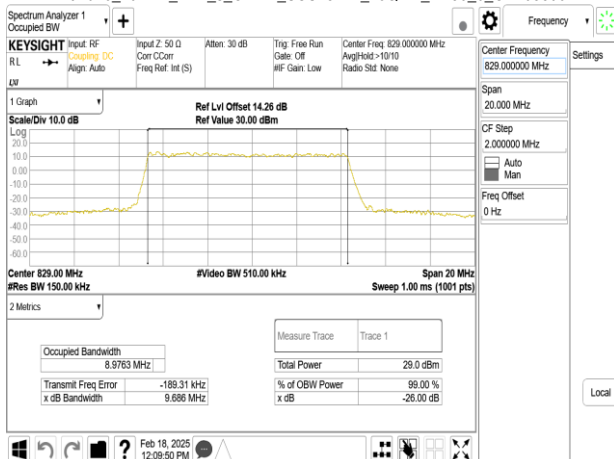 Spectrum Analyzer 1
Occupied BW
Frequency
KEYSIGHT
Input: RF
Coupling: DC
Align: Auto
Input Z: 50 Ω
Corr CCorr
Freq Ref: Int (S)
Atten: 30 dB
Trig: Free Run
Gate: Off
#IF Gain: Low
Center Freq: 829.000000 MHz
Avg|Hold:>10/10
Radio Std: None
RL
LXI
Center Frequency
829.000000 MHz
Settings
Span
20.000 MHz
CF Step
2.000000 MHz
Auto
Man
Freq Offset
0 Hz
Local
1 Graph
Scale/Div 10.0 dB
Ref Lvl Offset 14.26 dB
Ref Value 30.00 dBm
Log
20.0
10.0
0.00
-10.0
-20.0
-30.0
-40.0
-50.0
-60.0
Center 829.00 MHz
#Video BW 510.00 kHz
Span 20 MHz
#Res BW 150.00 kHz
Sweep 1.00 ms (1001 pts)
2 Metrics
Measure Trace
Trace 1
Occupied Bandwidth
8.9763 MHz
Total Power
29.0 dBm
Transmit Freq Error
-189.31 kHz
% of OBW Power
99.00 %
x dB Bandwidth
9.686 MHz
x dB
-26.00 dB
?
Feb 18, 2025
12:09:50 PM